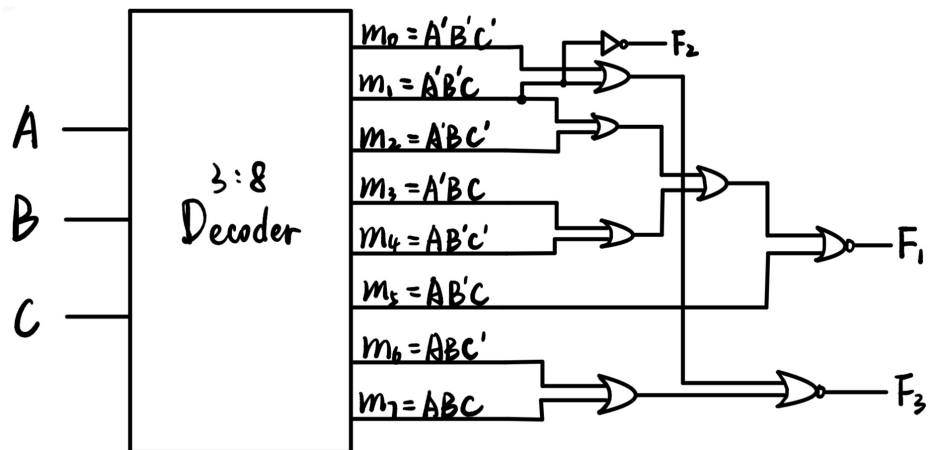 m₀ = A'B'C'
F₂
m₁ = A'B'C
A
m₂ = A'BC'
3:8
Decoder
m₃ = A'BC
B
m₄ = AB'C'
F₁
m₅ = AB'C
C
m₆ = ABC'
m₇ = ABC
F₃